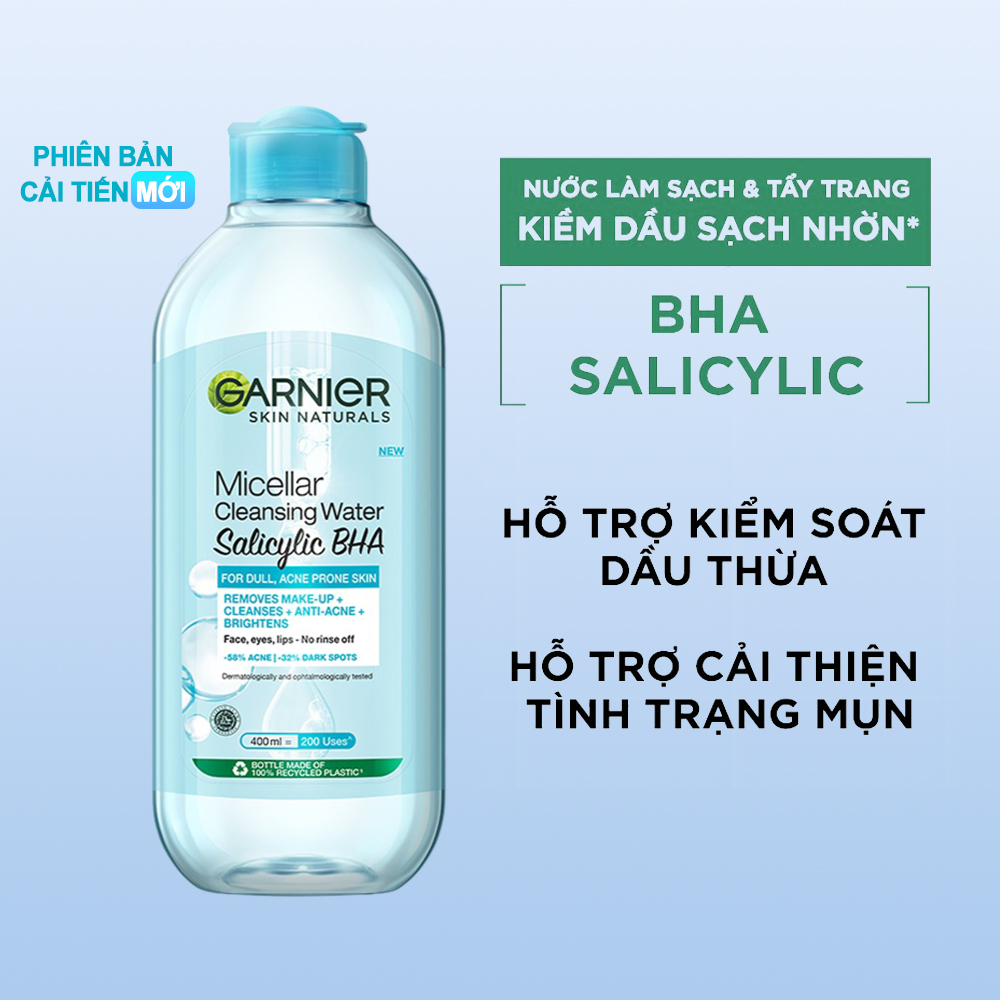 PHIÊN BẢN
CẢI TIẾN MỚI
GARNIER
SKIN NATURALS
NEW
Micellar
Cleansing Water
Salicylic BHA
FOR DULL, ACNE PRONE SKIN
REMOVES MAKE-UP +
CLEANSES + ANTI-ACNE +
BRIGHTENS
Face, eyes, lips - No rinse off
-58% ACNE | -32% DARK SPOTS
Dermatologically and ophtalmologically tested
400ml = 200 Uses^
BOTTLE MADE OF
100% RECYCLED PLASTIC¹
NƯỚC LÀM SẠCH & TẨY TRANG
KIỀM DẦU SẠCH NHỜN*
BHA
SALICYLIC
HỖ TRỢ KIỂM SOÁT
DẦU THỪA
HỖ TRỢ CẢI THIỆN
TÌNH TRẠNG MỤN